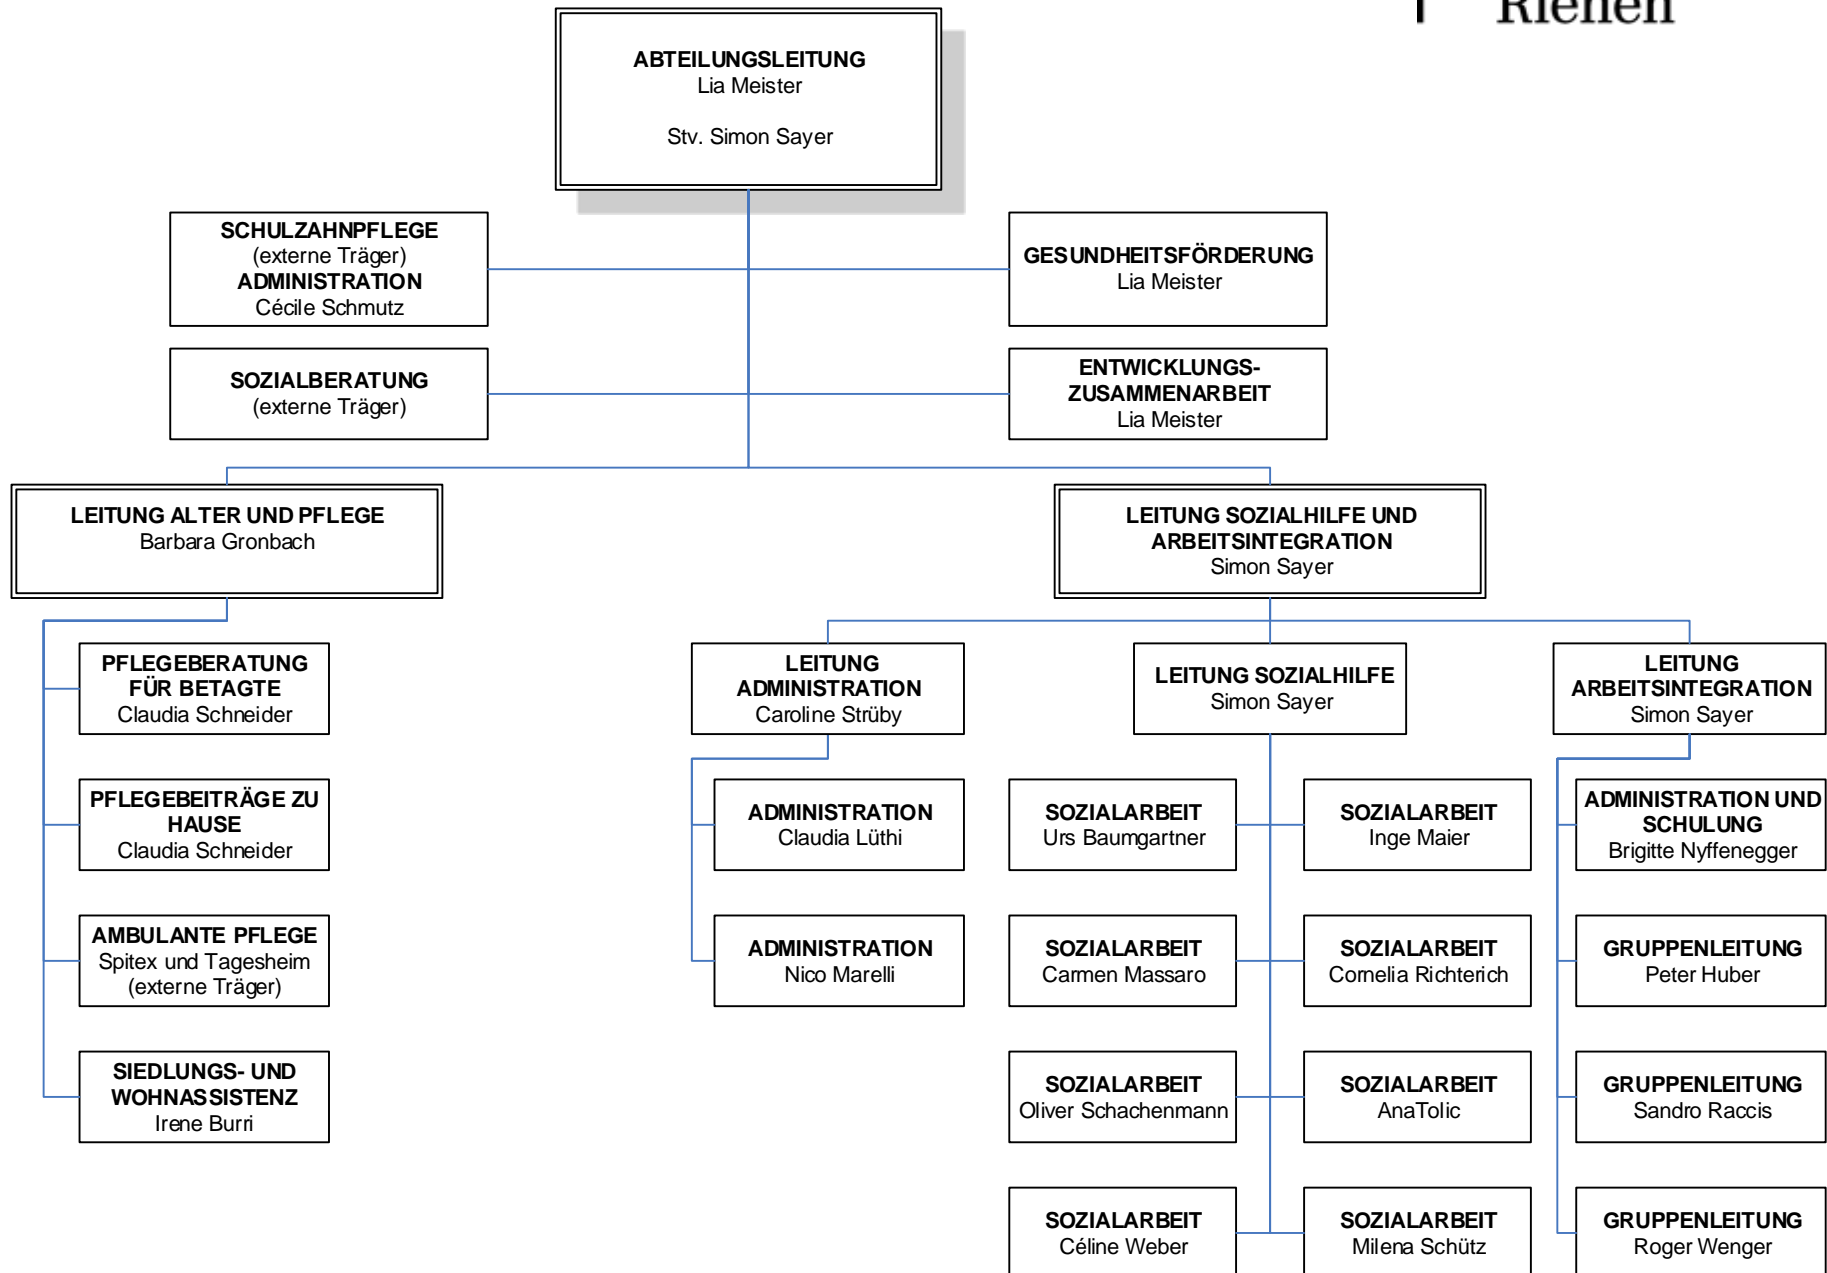 Riehen
ABTEILUNGSLEITUNG
Lia Meister
Stv. Simon Sayer
SCHULZAHNPFLEGE
(externe Träger)
ADMINISTRATION
Cécile Schmutz
GESUNDHEITSFÖRDERUNG
Lia Meister
SOZIALBERATUNG
(externe Träger)
ENTWICKLUNGS-
ZUSAMMENARBEIT
Lia Meister
LEITUNG ALTER UND PFLEGE
Barbara Gronbach
LEITUNG SOZIALHILFE UND
ARBEITSINTEGRATION
Simon Sayer
PFLEGEBERATUNG
FÜR BETAGTE
Claudia Schneider
PFLEGEBEITRÄGE ZU
HAUSE
Claudia Schneider
AMBULANTE PFLEGE
Spitex und Tagesheim
(externe Träger)
SIEDLUNGS- UND
WOHNASSISTENZ
Irene Burri
LEITUNG
ADMINISTRATION
Caroline Strüby
ADMINISTRATION
Claudia Lüthi
ADMINISTRATION
Nico Marelli
LEITUNG SOZIALHILFE
Simon Sayer
SOZIALARBEIT
Urs Baumgartner
SOZIALARBEIT
Inge Maier
SOZIALARBEIT
Carmen Massaro
SOZIALARBEIT
Cornelia Richterich
SOZIALARBEIT
Oliver Schachenmann
SOZIALARBEIT
AnaTolic
SOZIALARBEIT
Céline Weber
SOZIALARBEIT
Milena Schütz
LEITUNG
ARBEITSINTEGRATION
Simon Sayer
ADMINISTRATION UND
SCHULUNG
Brigitte Nyffenegger
GRUPPENLEITUNG
Peter Huber
GRUPPENLEITUNG
Sandro Raccis
GRUPPENLEITUNG
Roger Wenger